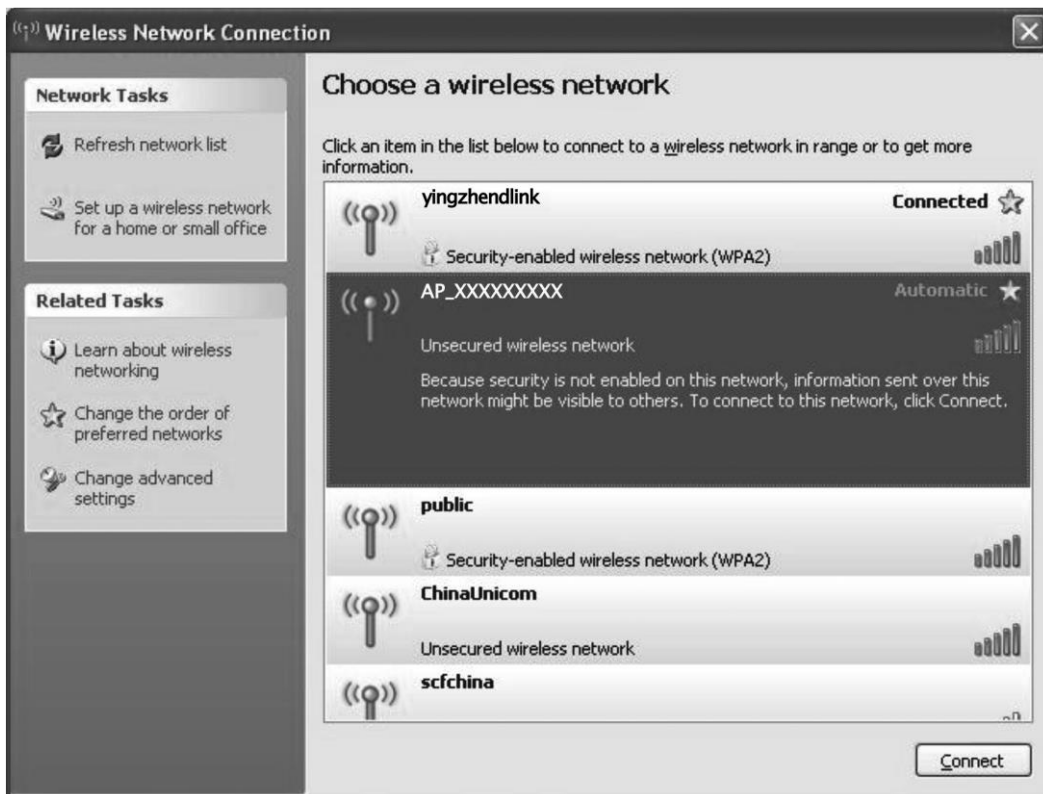 Wireless Network Connection
Network Tasks
Refresh network list
Set up a wireless network
for a home or small office
Related Tasks
Learn about wireless
networking
Change the order of
preferred networks
Change advanced
settings
Choose a wireless network
Click an item in the list below to connect to a wireless network in range or to get more
information.
yingzhendlink
Connected
Security-enabled wireless network (WPA2)
AP_XXXXXXXXX
Automatic
Unsecured wireless network
Because security is not enabled on this network, information sent over this
network might be visible to others. To connect to this network, click Connect.
public
Security-enabled wireless network (WPA2)
ChinaUnicom
Unsecured wireless network
scfchina
Connect